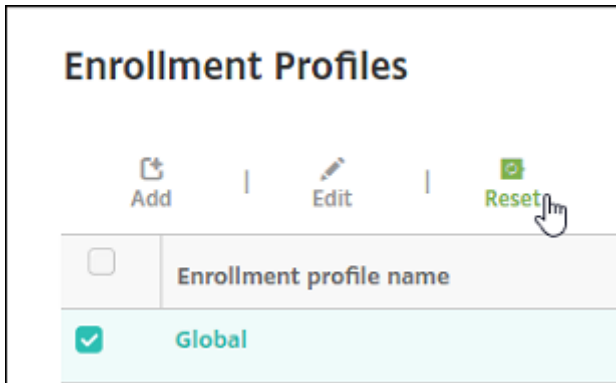 Enrollment Profiles
Add | Edit | Reset
Enrollment profile name
Global